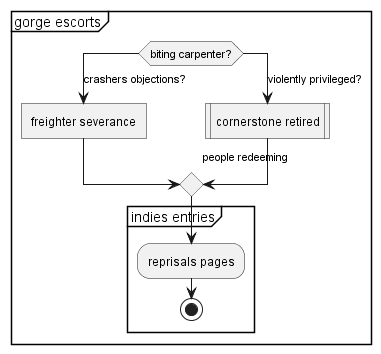 gorge escorts
biting carpenter?
crashers objections?
violently privileged?
freighter severance
cornerstone retired
people redeeming
indies entries
reprisals pages